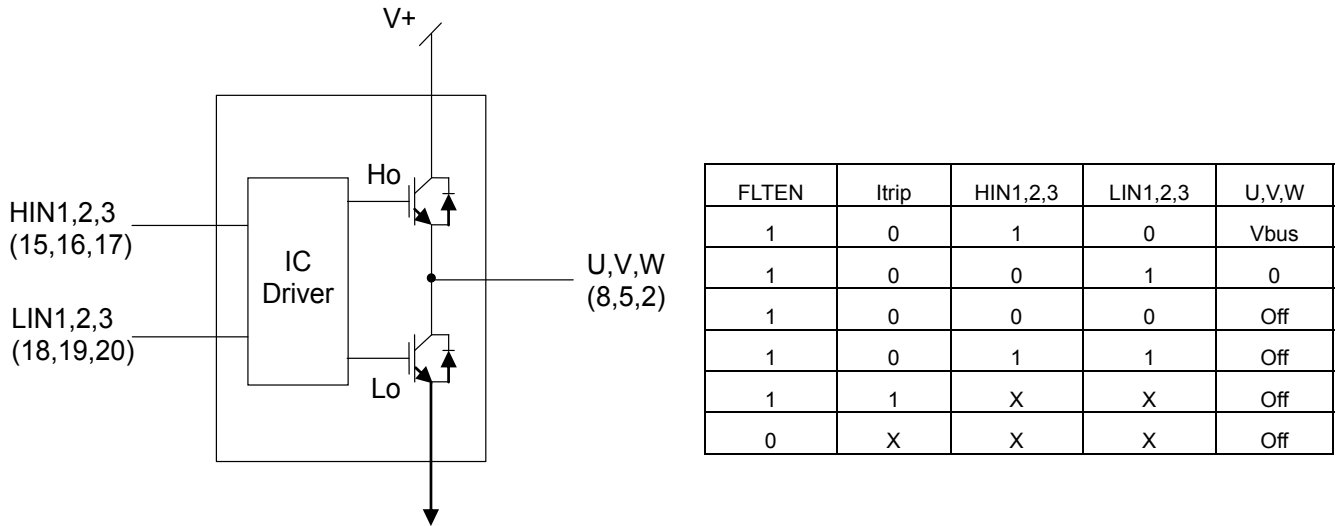 V+
Ho
HIN1,2,3
(15,16,17)
IC
Driver
U,V,W
(8,5,2)
LIN1,2,3
(18,19,20)
Lo
FLTEN Itrip HIN1,2,3 LIN1,2,3 U,V,W
1 0 1 0 Vbus
1 0 0 1 0
1 0 0 0 Off
1 0 1 1 Off
1 1 X X Off
0 X X X Off